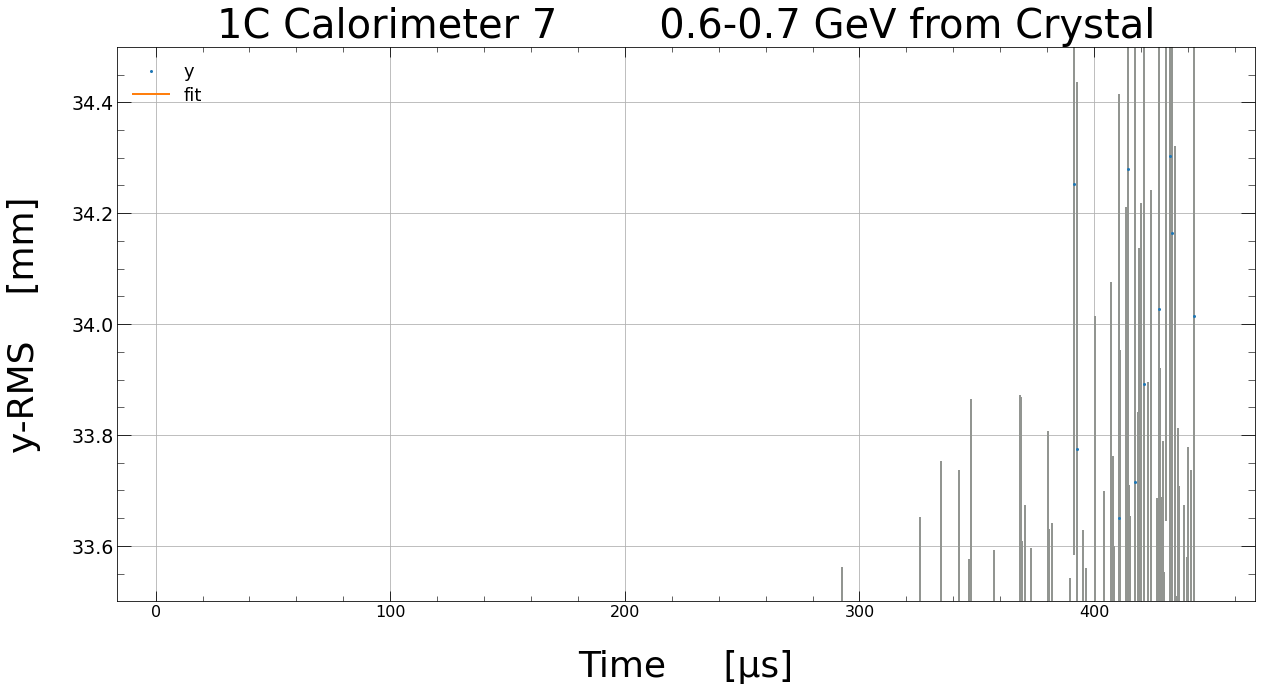 1C Calorimeter 7 0.6-0.7 GeV from Crystal
y
fit
34.4
34.2
34.0
33.8
33.6
y-RMS [mm]
0 100 200 300 400
Time [µs]